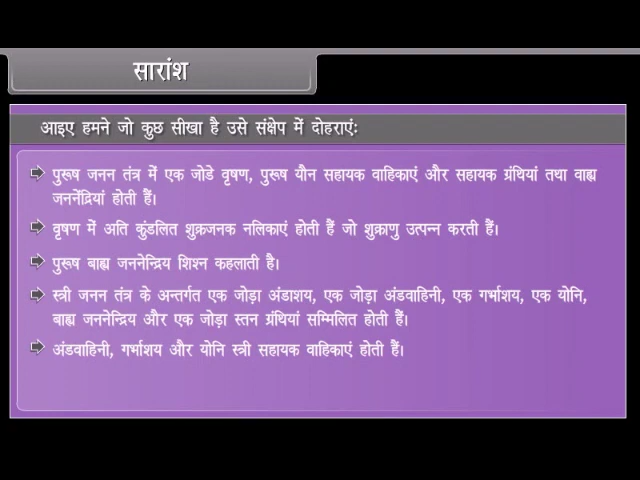 सारांश
आइए हमने जो कुछ सीखा है उसे संक्षेप में दोहराएं:
पुरूष जनन तंत्र में एक जोडे वृषण, पुरूष यौन सहायक वाहिकाएं और सहायक ग्रंथियां तथा वाह्य
जननेंद्रियां होती हैं।
वृषण में अति कुंडलित शुक्रजनक नलिकाएं होती हैं जो शुक्राणु उत्पन्न करती हैं।
पुरूष बाह्य जननेन्द्रिय शिश्न कहलाती है।
स्त्री जनन तंत्र के अन्तर्गत एक जोड़ा अंडाशय, एक जोड़ा अंडवाहिनी, एक गर्भाशय, एक योनि,
बाह्य जननेन्द्रिय और एक जोड़ा स्तन ग्रंथियां सम्मिलित होती हैं।
अंडवाहिनी, गर्भाशय और योनि स्त्री सहायक वाहिकाएं होती हैं।